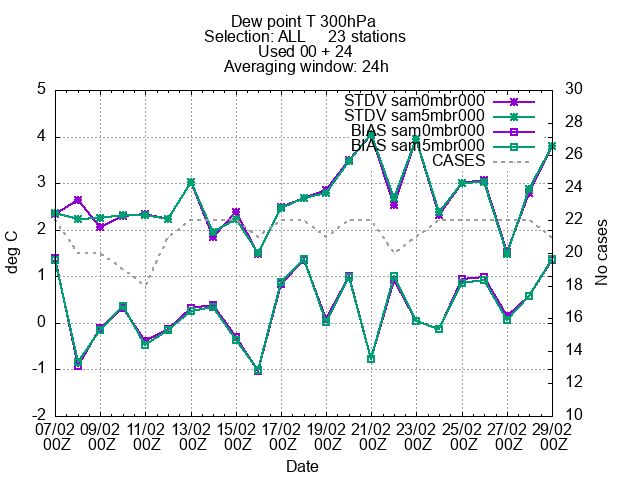 Dew point T 300hPa
Selection: ALL 23 stations
Used 00 + 24
Averaging window: 24h
STDV sam0mbr000
STDV sam5mbr000
BIAS sam0mbr000
BIAS sam5mbr000
CASES
5
4
3
2
1
0
-1
-2
deg C
30
28
26
24
22
20
18
16
14
12
10
No cases
07/02 09/02 11/02 13/02 15/02 17/02 19/02 21/02 23/02 25/02 27/02 29/02
00Z 00Z 00Z 00Z 00Z 00Z 00Z 00Z 00Z 00Z 00Z 00Z
Date